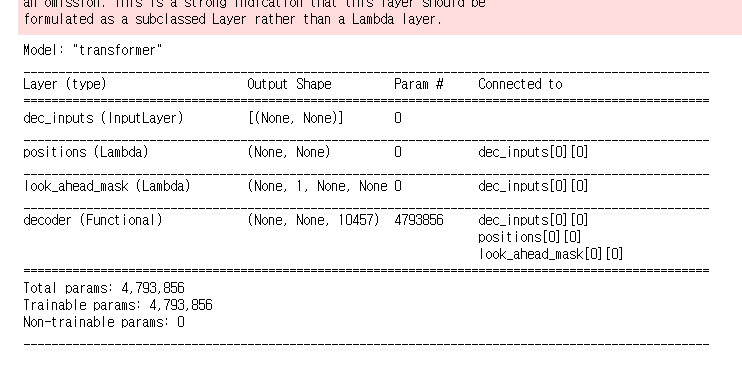 an omission. This is a strong indication that this layer should be
formulated as a subclassed Layer rather than a Lambda layer.
Model: "transformer"
Layer (type) Output Shape Param # Connected to
dec_inputs (InputLayer) [(None, None)] 0
positions (Lambda) (None, None) 0 dec_inputs[0][0]
look_ahead_mask (Lambda) (None, 1, None, None 0 dec_inputs[0][0]
decoder (Functional) (None, None, 10457) 4793856 dec_inputs[0][0]
positions[0][0]
look_ahead_mask[0][0]
Total params: 4,793,856
Trainable params: 4,793,856
Non-trainable params: 0